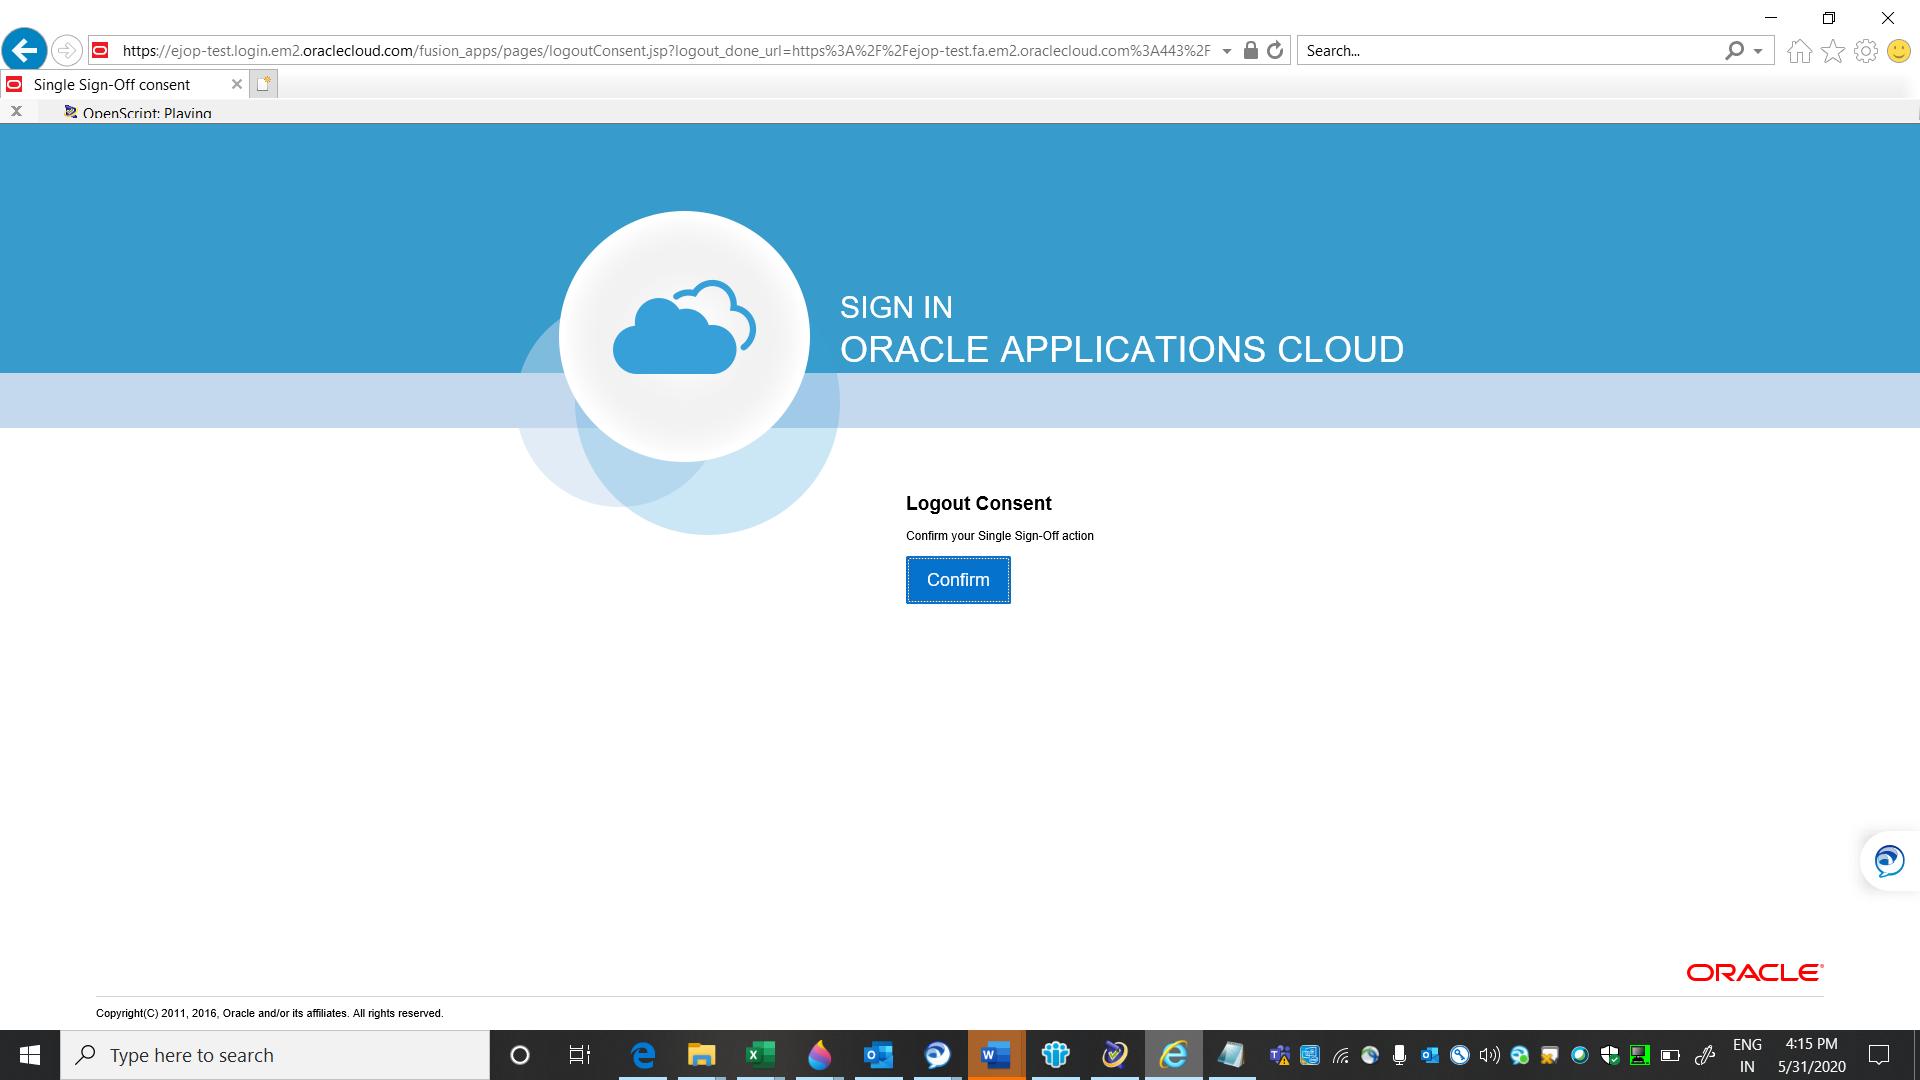 https://ejop-test.login.em2.oraclecloud.com/fusion_apps/pages/logoutConsent.jsp?logout_done_url=https%3A%2F%2Fejop-test.fa.em2.oraclecloud.com%3A443%2F
Search...
Single Sign-Off consent
OpenScript: Playing
SIGN IN
ORACLE APPLICATIONS CLOUD
Logout Consent
Confirm your Single Sign-Off action
Confirm
ORACLE
Copyright(C) 2011, 2016, Oracle and/or its affiliates. All rights reserved.
Type here to search
ENG
IN
4:15 PM
5/31/2020